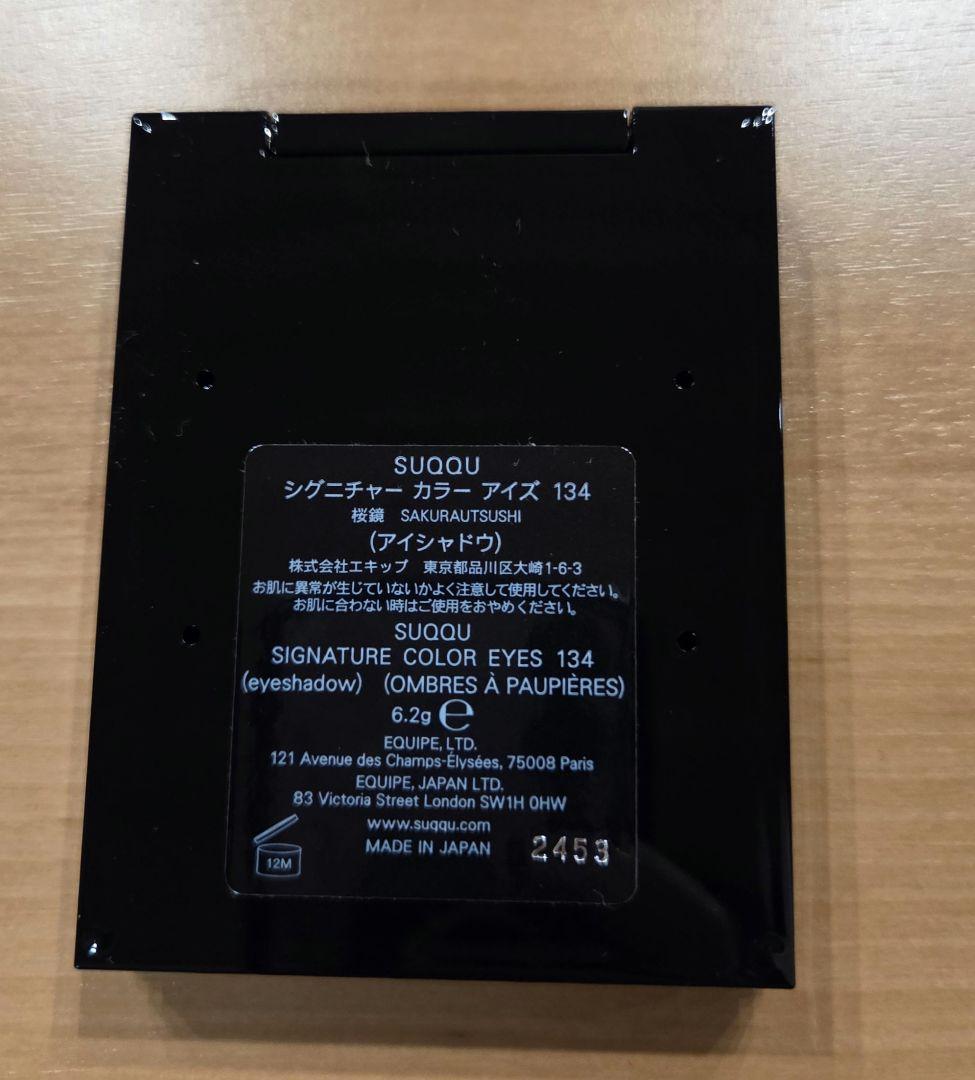 SUQQU
シグニチャー カラー アイズ 134
桜鏡 SAKURAUTSUSHI
(アイシャドウ)
株式会社エキップ 東京都品川区大崎1-6-3
お肌に異常が生じていないかよく注意して使用してください。
お肌に合わない時はご使用をおやめください。
SUQQU
SIGNATURE COLOR EYES 134
(eyeshadow) (OMBRES À PAUPIÈRES)
6.2g ℮
EQUIPE, LTD.
121 Avenue des Champs-Élysées, 75008 Paris
EQUIPE, JAPAN LTD.
83 Victoria Street London SW1H 0HW
www.suqqu.com
MADE IN JAPAN
12M
2453